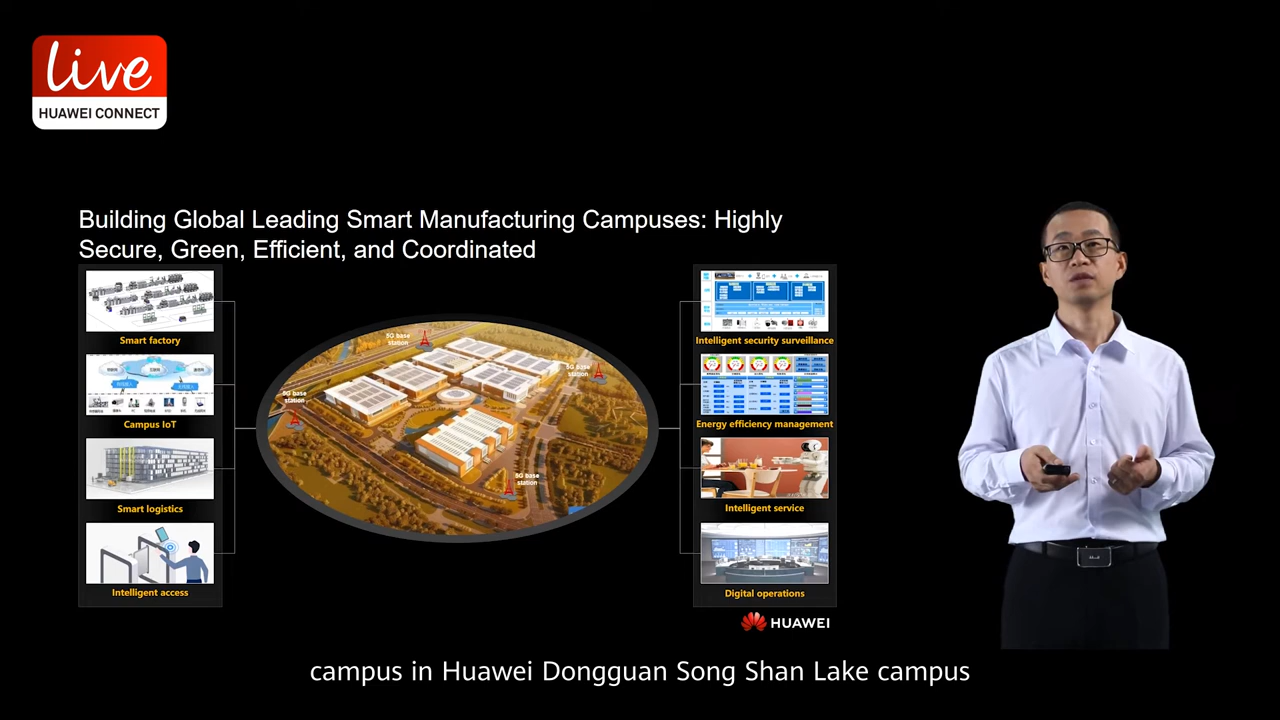 live
HUAWEI CONNECT
Building Global Leading Smart Manufacturing Campuses: Highly
Secure, Green, Efficient, and Coordinated
Smart factory
Campus IoT
Smart logistics
Intelligent access
5G base
station
5G base
station
5G base
station
5G base
station
Intelligent security surveillance
Energy efficiency management
Intelligent service
Digital operations
HUAWEI
campus in Huawei Dongguan Song Shan Lake campus